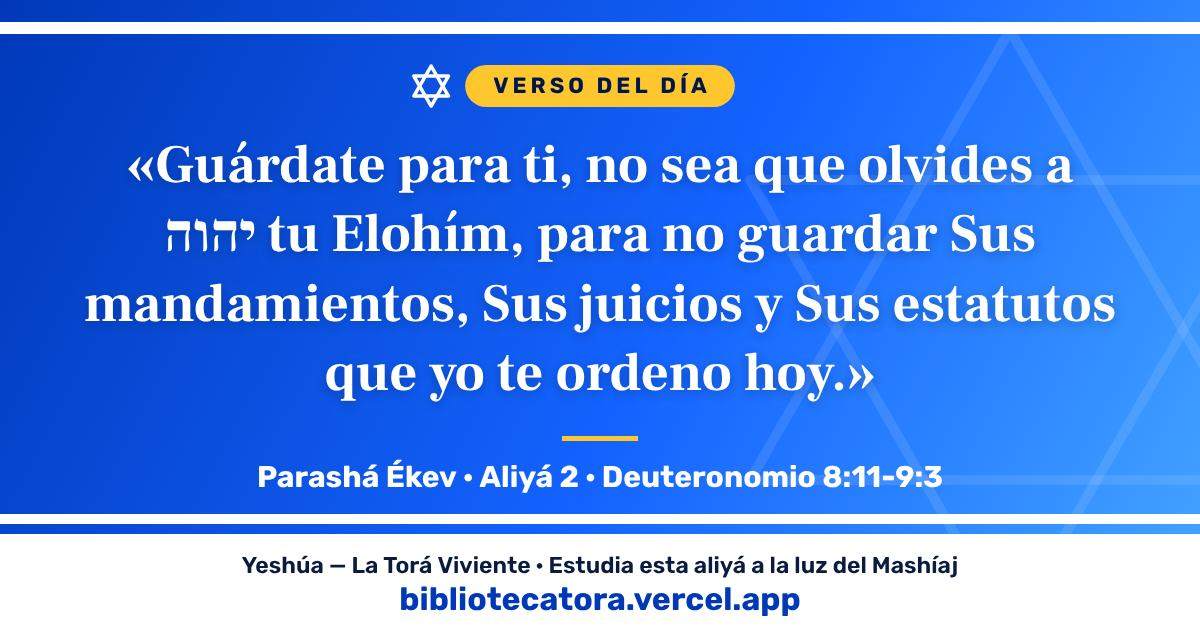 VERSO DEL DÍA
«Guárdate para ti, no sea que olvides a
יהוה tu Elohím, para no guardar Sus
mandamientos, Sus juicios y Sus estatutos
que yo te ordeno hoy.»
Parashá Ékev • Aliyá 2 • Deuteronomio 8:11-9:3
Yeshúa — La Torá Viviente • Estudia esta aliyá a la luz del Mashíaj
bibliotecatora.vercel.app